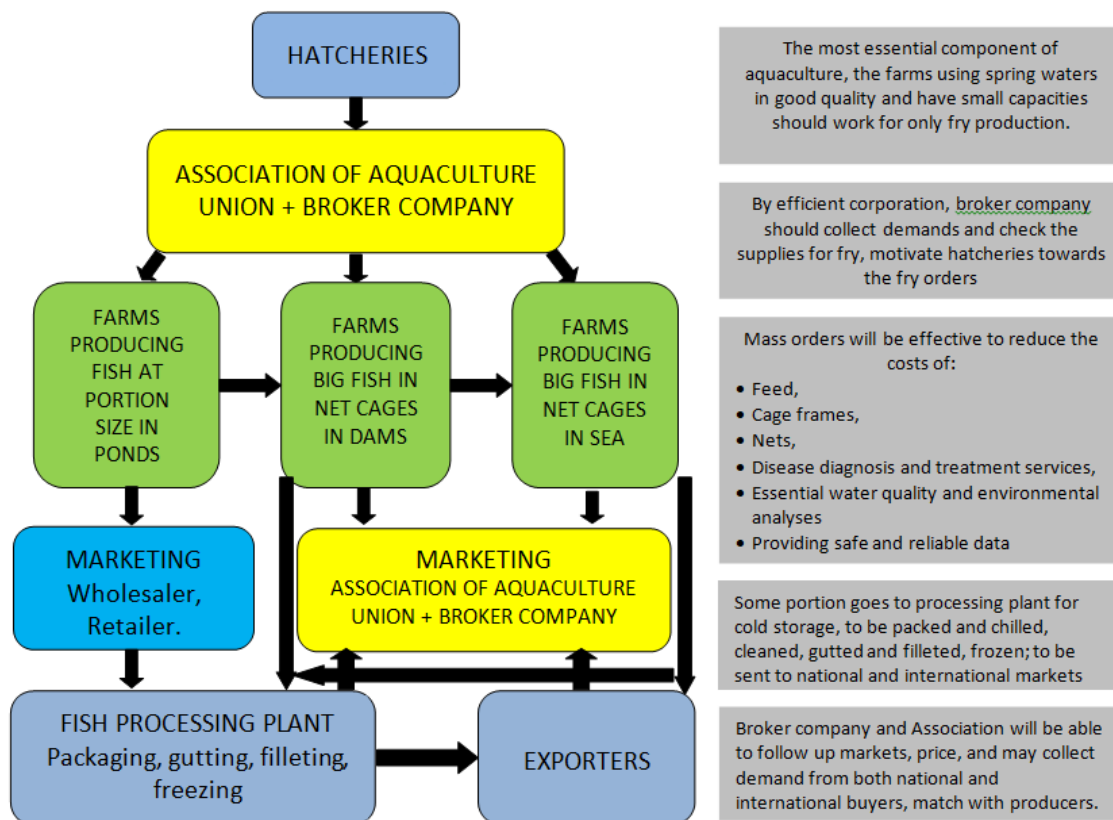 HATCHERIES
ASSOCIATION OF AQUACULTURE
UNION + BROKER COMPANY
FARMS
PRODUCING
FISH AT
PORTION
SIZE IN
PONDS
FARMS
PRODUCING
BIG FISH IN
NET CAGES
IN DAMS
FARMS
PRODUCING
BIG FISH IN
NET CAGES
IN SEA
MARKETING
Wholesaler,
Retailer.
MARKETING
ASSOCIATION OF AQUACULTURE
UNION + BROKER COMPANY
FISH PROCESSING PLANT
Packaging, gutting, filleting,
freezing
EXPORTERS
The most essential component of
aquaculture, the farms using spring waters
in good quality and have small capacities
should work for only fry production.
By efficient corporation, broker company
should collect demands and check the
supplies for fry, motivate hatcheries towards
the fry orders
Mass orders will be effective to reduce the
costs of:
• Feed,
• Cage frames,
• Nets,
• Disease diagnosis and treatment services,
• Essential water quality and environmental
analyses
• Providing safe and reliable data
Some portion goes to processing plant for
cold storage, to be packed and chilled,
cleaned, gutted and filleted, frozen; to be
sent to national and international markets
Broker company and Association will be able
to follow up markets, price, and may collect
demand from both national and
international buyers, match with producers.